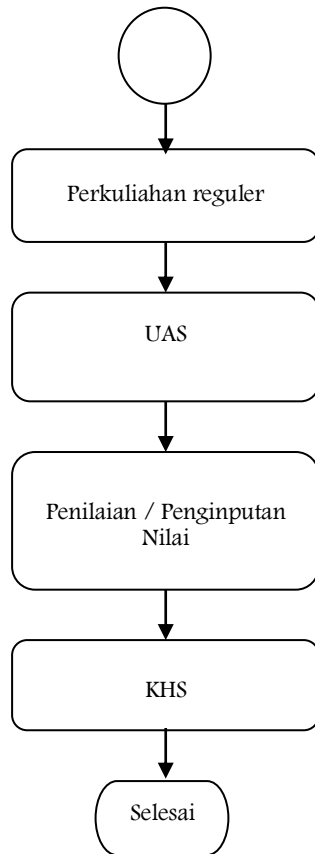 Perkuliahan reguler
UAS
Penilaian / Penginputan
Nilai
KHS
Selesai